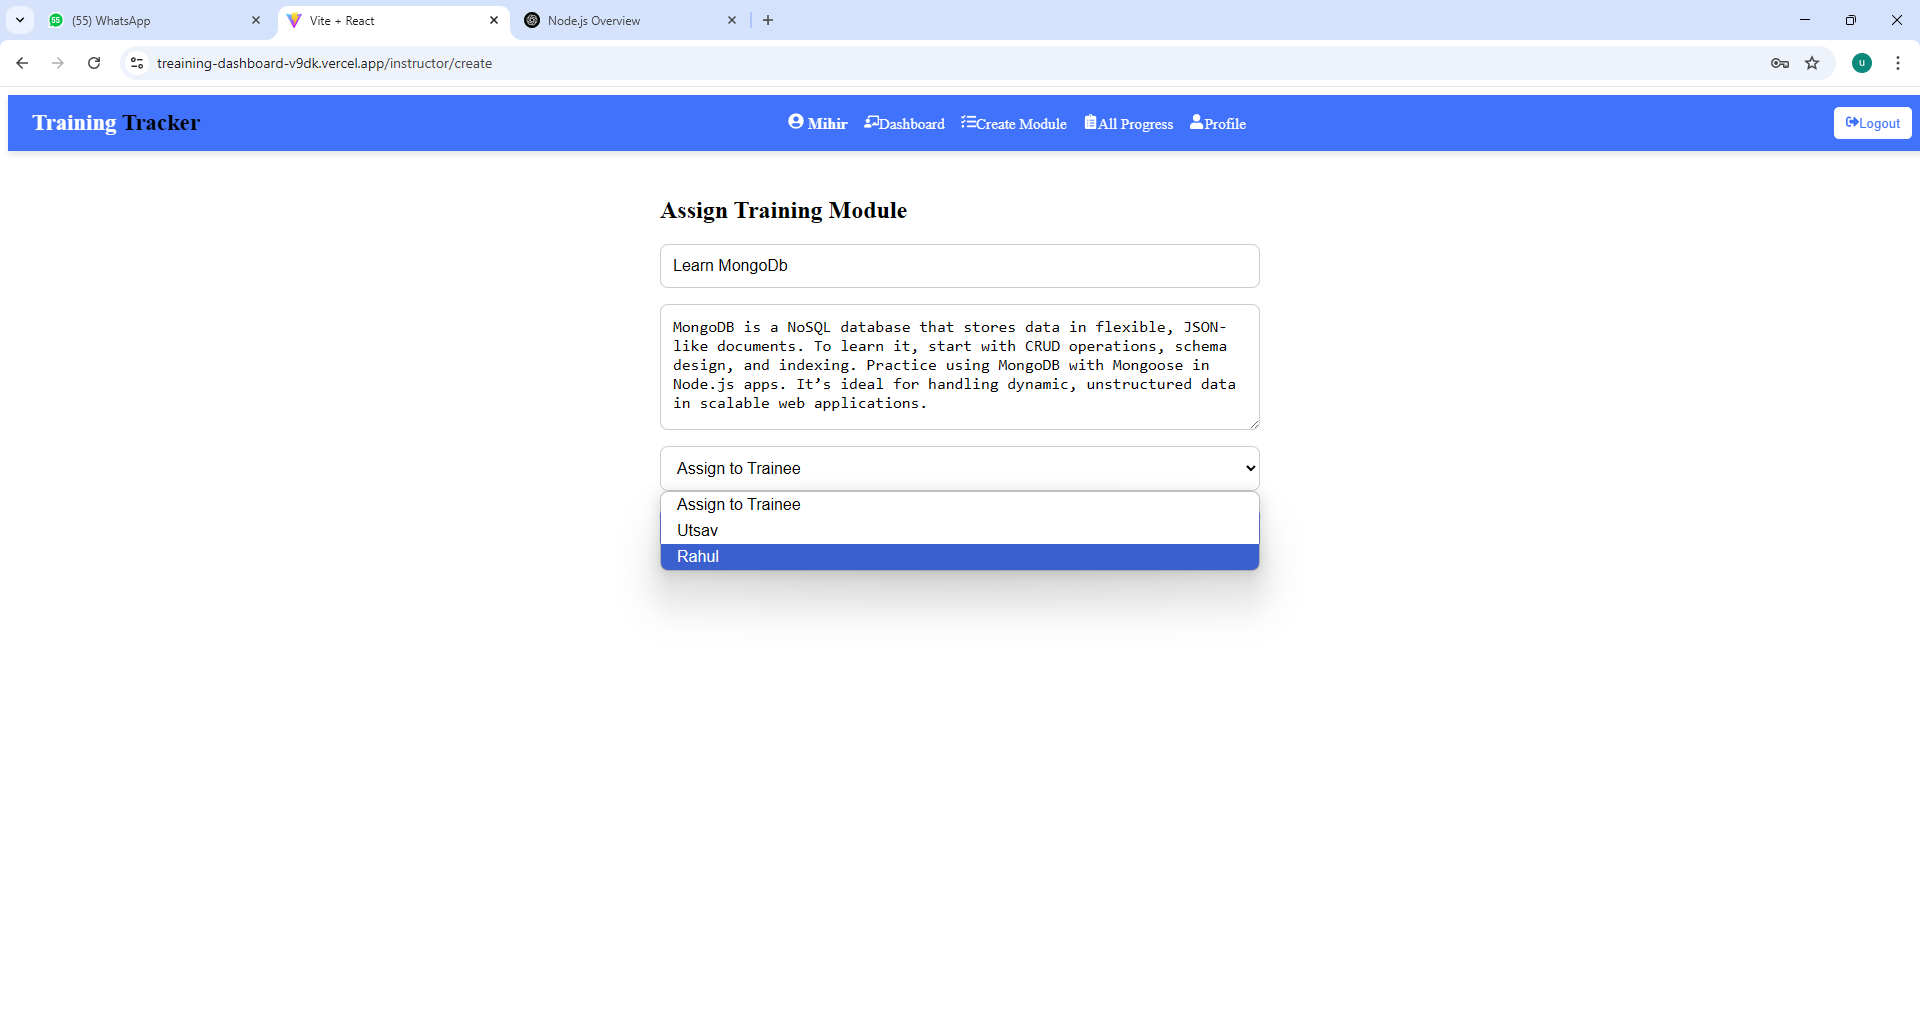 55 (55) WhatsApp
Vite + React
Node.js Overview
treaining-dashboard-v9dk.vercel.app/instructor/create
u
Training Tracker
Mihir
Dashboard
Create Module
All Progress
Profile
Logout
Assign Training Module
Learn MongoDb
MongoDB is a NoSQL database that stores data in flexible, JSON-
like documents. To learn it, start with CRUD operations, schema
design, and indexing. Practice using MongoDB with Mongoose in
Node.js apps. It’s ideal for handling dynamic, unstructured data
in scalable web applications.
Assign to Trainee
Assign to Trainee
Utsav
Rahul